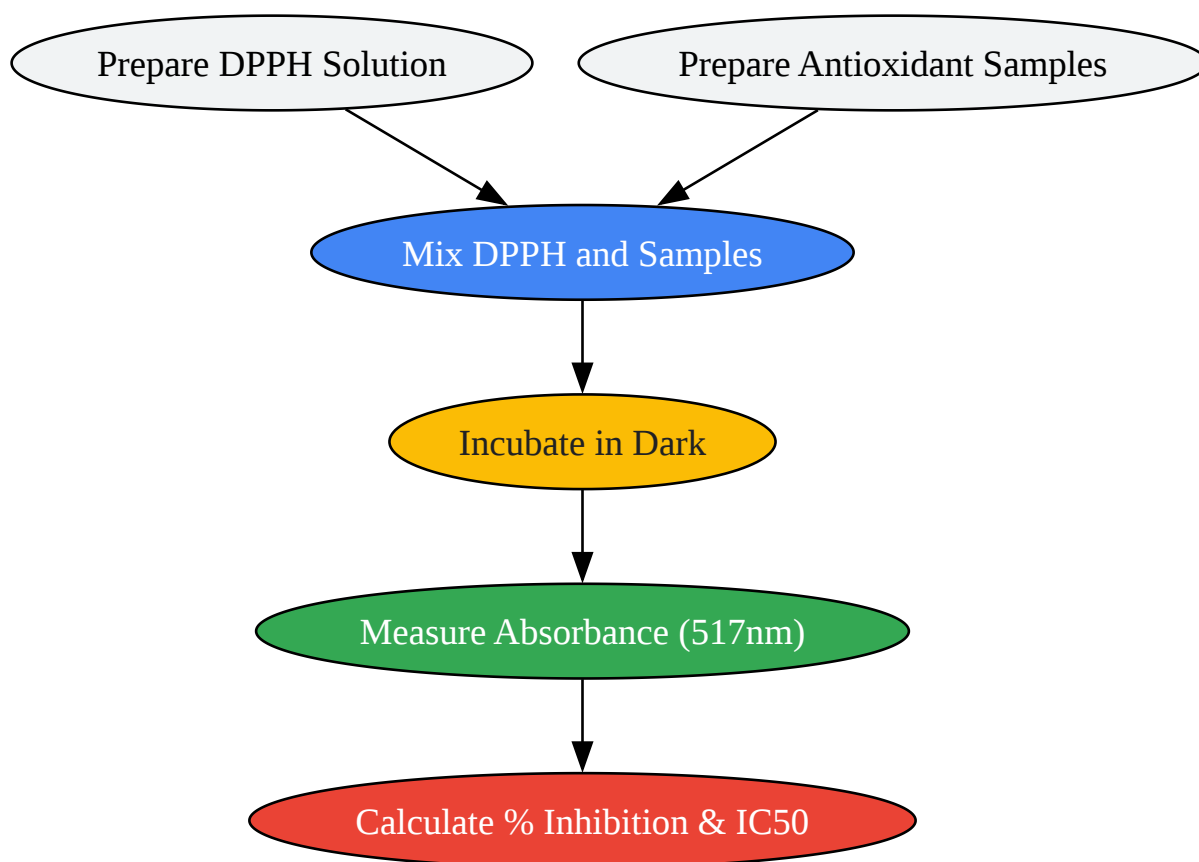 Prepare DPPH Solution
Prepare Antioxidant Samples
Mix DPPH and Samples
Incubate in Dark
Measure Absorbance (517nm)
Calculate % Inhibition & IC50